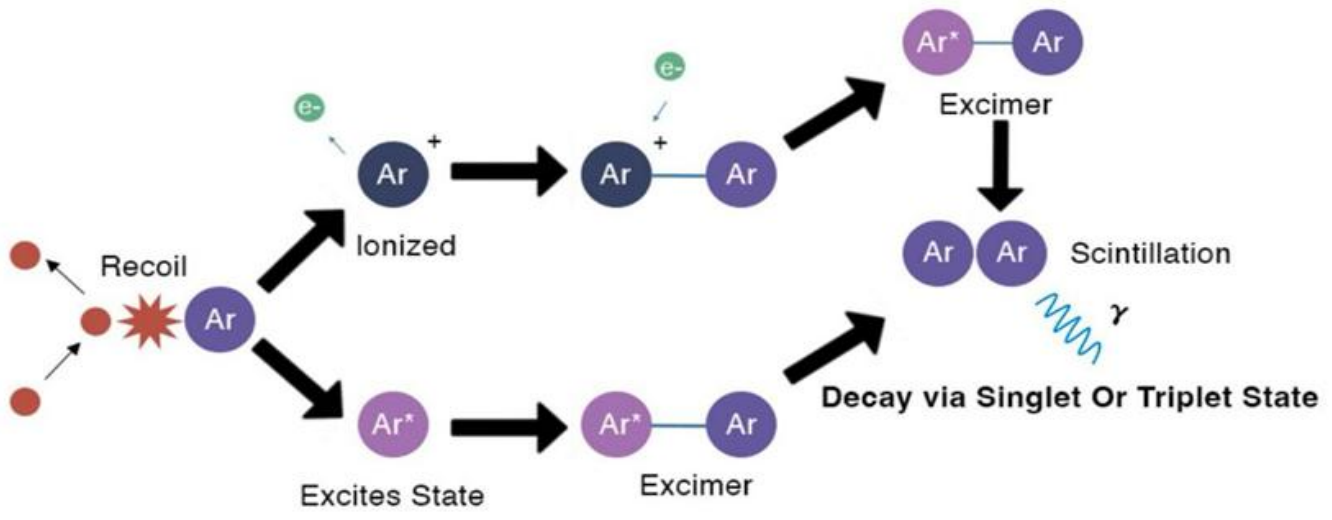 Ar* Ar
Excimer
e-
e-
Ar + Ar + Ar
Ionized
Recoil
Ar
Ar Ar Scintillation
γ
Decay via Singlet Or Triplet State
Ar* Ar* Ar
Excites State
Excimer